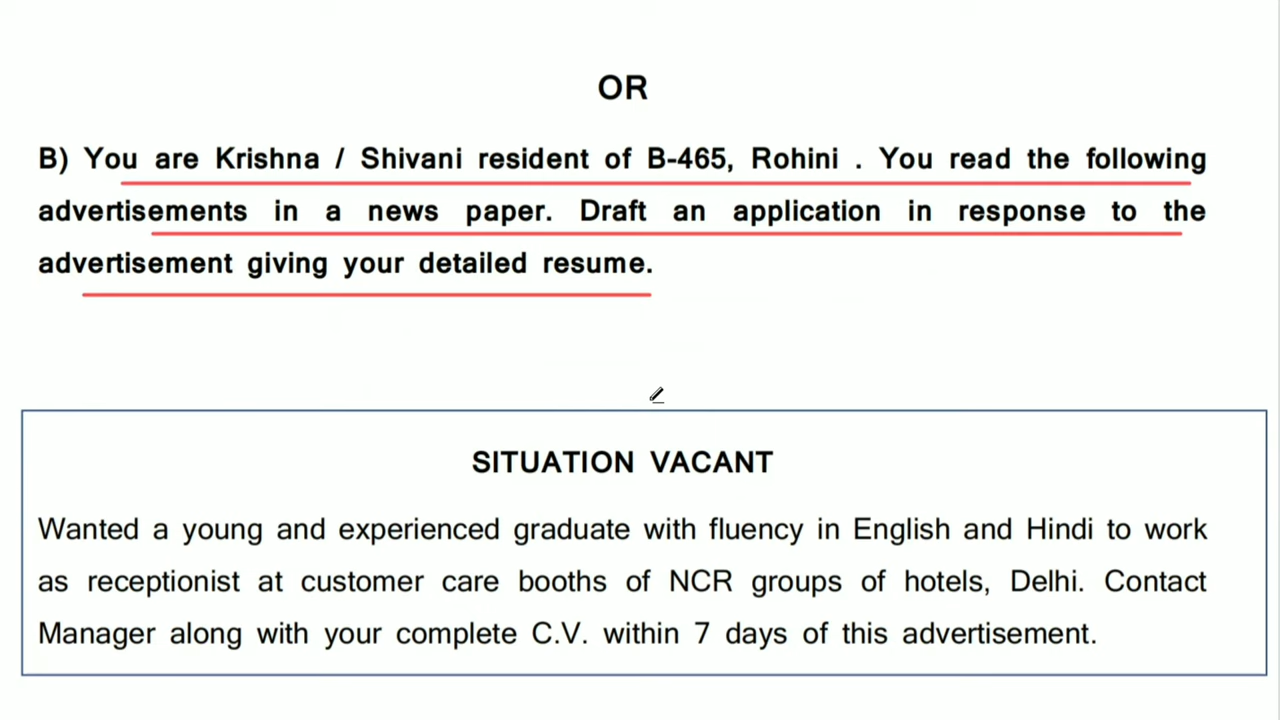 OR
B) You are Krishna / Shivani resident of B-465, Rohini . You read the following
advertisements in a news paper. Draft an application in response to the
advertisement giving your detailed resume.
SITUATION VACANT
Wanted a young and experienced graduate with fluency in English and Hindi to work
as receptionist at customer care booths of NCR groups of hotels, Delhi. Contact
Manager along with your complete C.V. within 7 days of this advertisement.